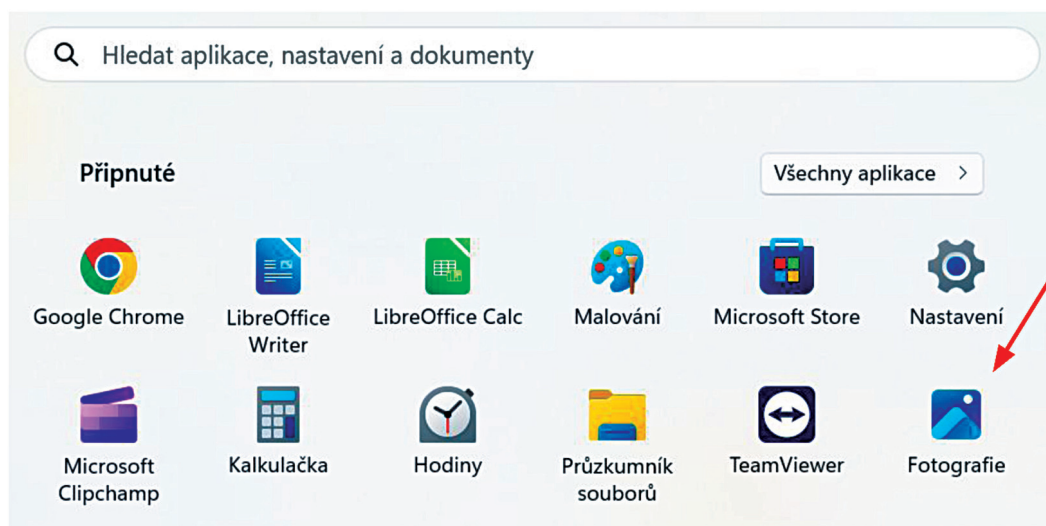 Hledat aplikace, nastavení a dokumenty
Připnuté
Všechny aplikace
Google Chrome
LibreOffice
Writer
LibreOffice Calc
Malování
Microsoft Store
Nastavení
Microsoft
Clipchamp
Kalkulačka
Hodiny
Průzkumník
souborů
TeamViewer
Fotografie